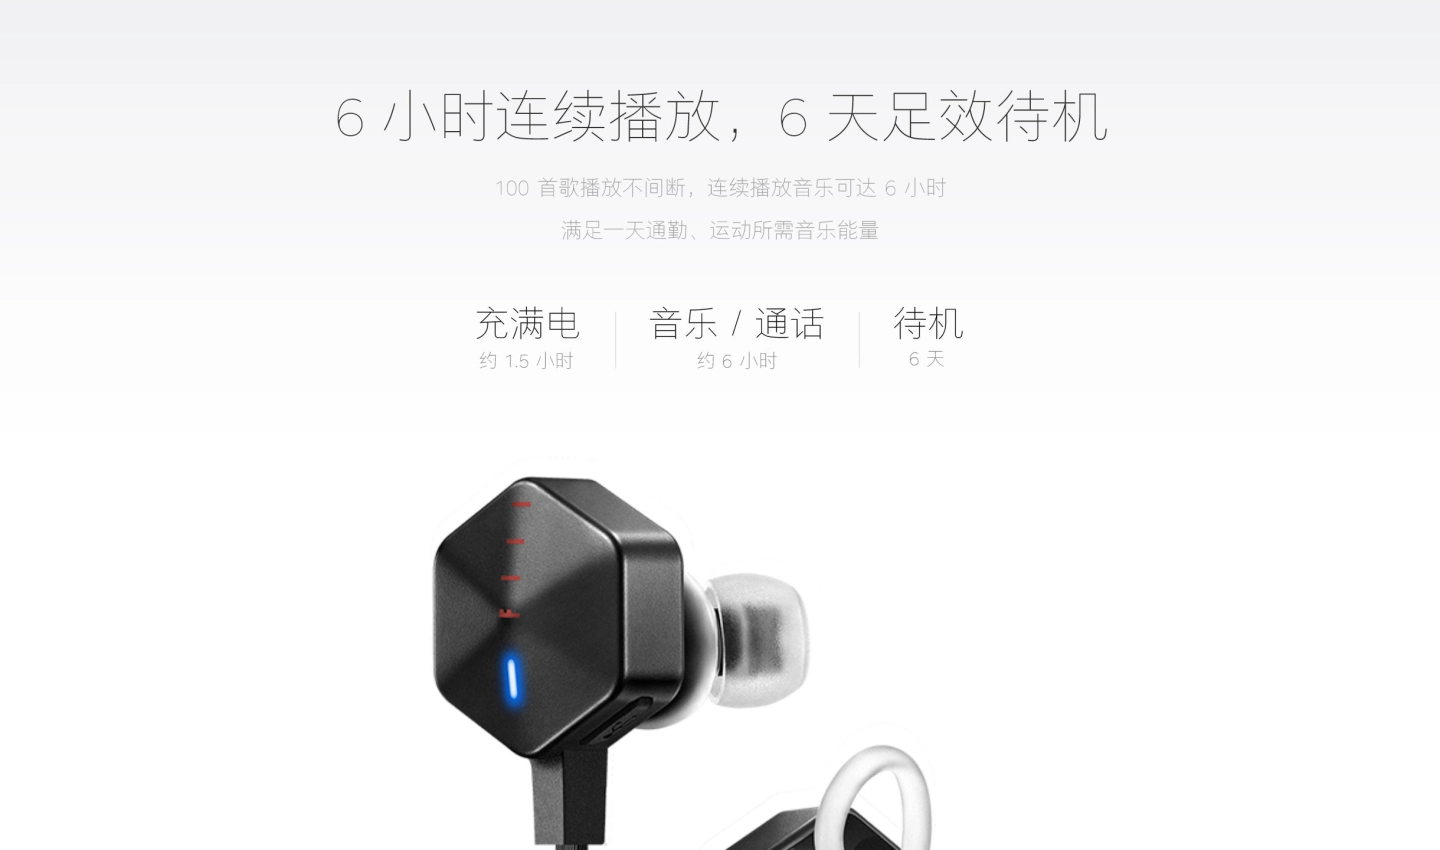 6 小时连续播放，6 天足效待机
100 首歌播放不间断，连续播放音乐可达 6 小时
满足一天通勤、运动所需音乐能量
充满电
约 1.5 小时
音乐 / 通话
约 6 小时
待机
6 天
FIIL